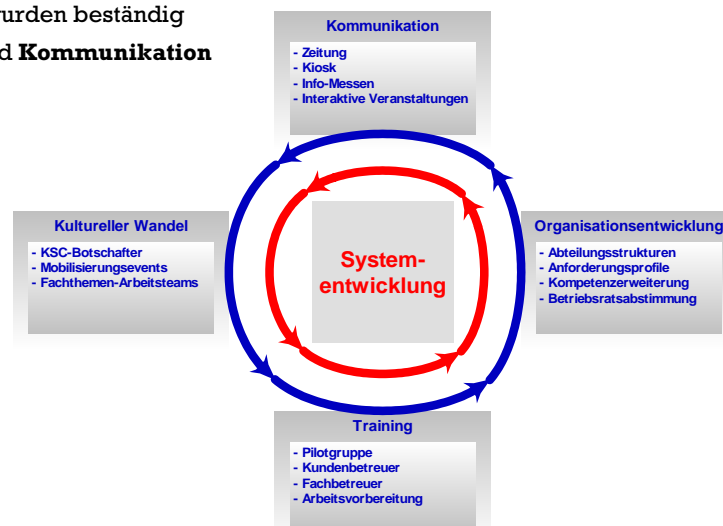 wurden beständig
d Kommunikation
Kommunikation
- Zeitung
- Kiosk
- Info-Messen
- Interaktive Veranstaltungen
Kultureller Wandel
- KSC-Botschafter
- Mobilisierungsevents
- Fachthemen-Arbeitsteams
System-
entwicklung
Organisationsentwicklung
- Abteilungsstrukturen
- Anforderungsprofile
- Kompetenzerweiterung
- Betriebsratsabstimmung
Training
- Pilotgruppe
- Kundenbetreuer
- Fachbetreuer
- Arbeitsvorbereitung